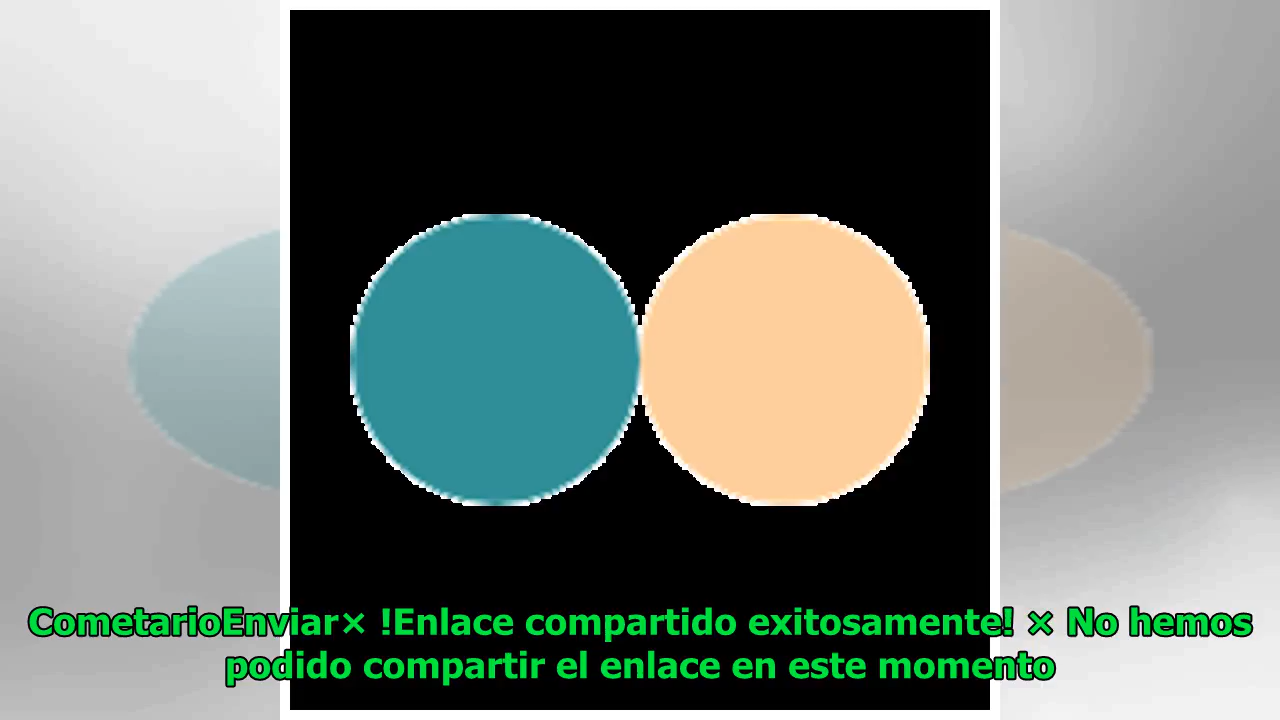 CometarioEnviar× !Enlace compartido exitosamente! × No hemos
podido compartir el enlace en este momento